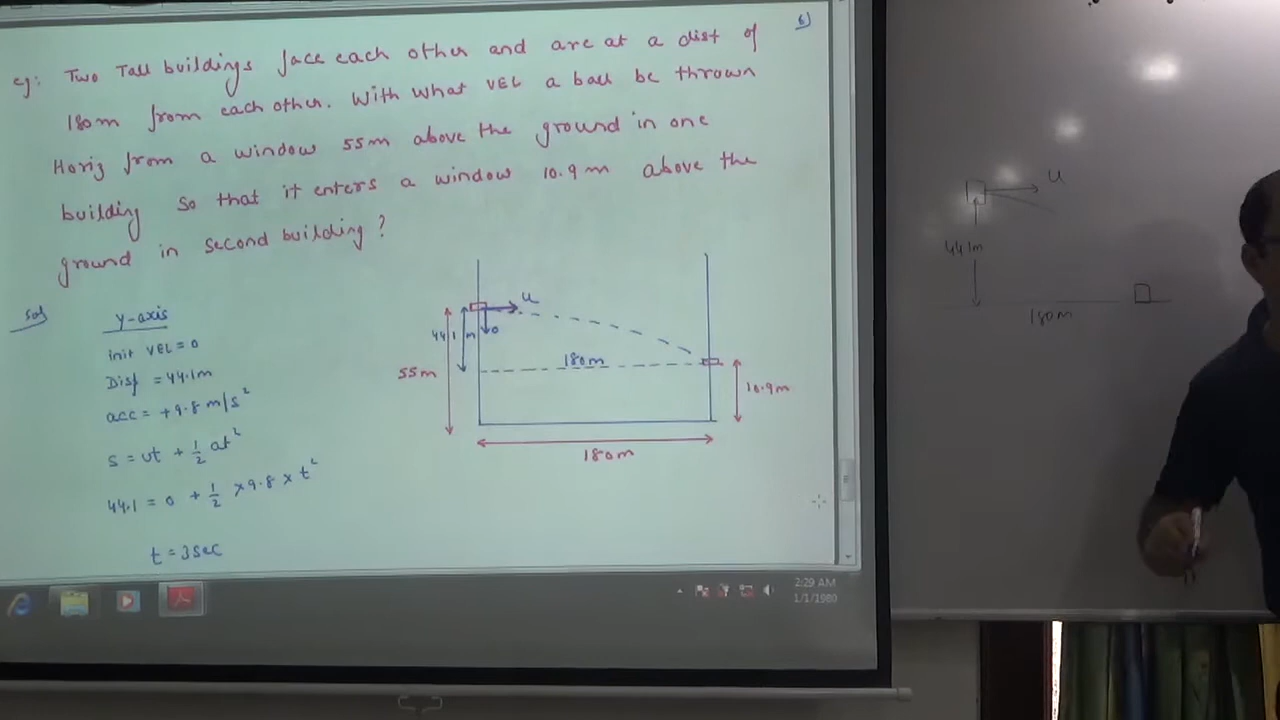 6)
eg: Two Tall buildings face each other and are at a dist of
180m from each other. With what VEL a ball be thrown
Horiz from a window 55m above the ground in one
building so that it enters a window 10.9m above the
ground in second building?
Sol
Y-axis
init VEL = 0
Disp = 44.1m
acc = +9.8 m/s²
s = ut + 1/2 at²
44.1 = 0 + 1/2 × 9.8 × t²
t = 3 sec
u
0
44.1 m
180m
55m
10.9m
180m
u
44.1m
180m
2:29 AM
1/1/1980